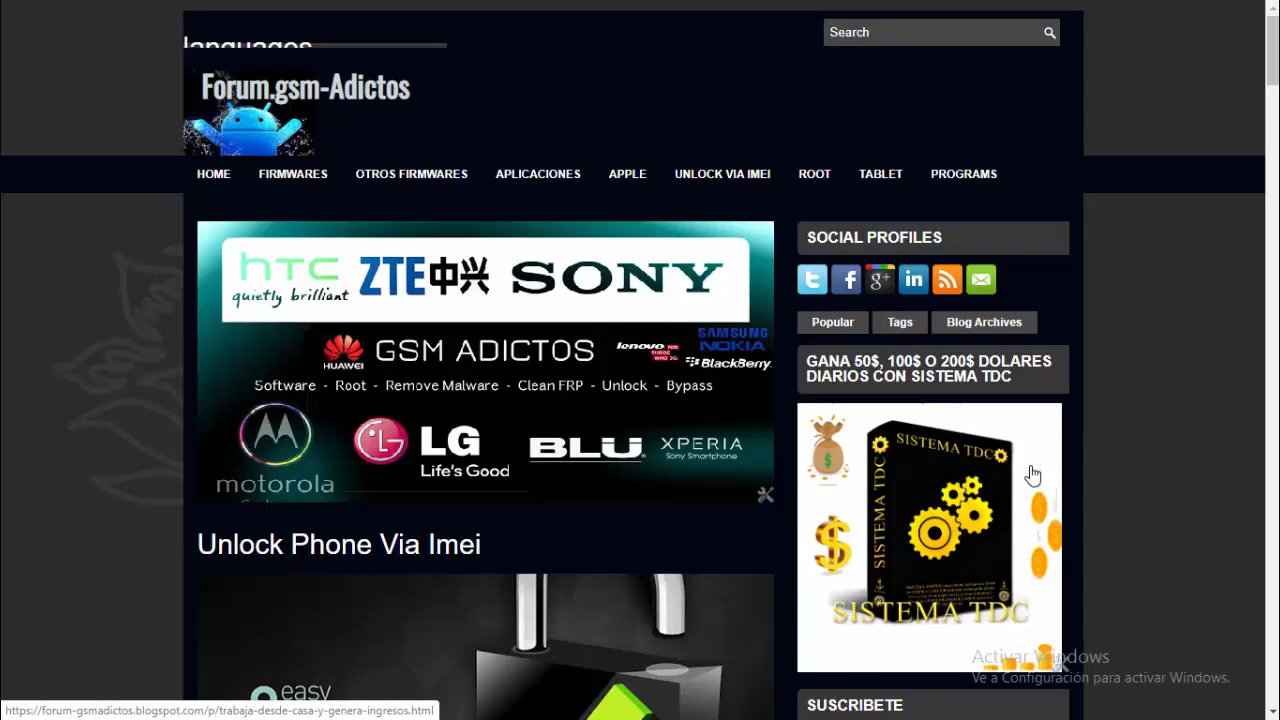 languages
Search
Forum.gsm-Adictos
HOME FIRMWARES OTROS FIRMWARES APLICACIONES APPLE UNLOCK VIA IMEI ROOT TABLET PROGRAMS
hTC
quietly brilliant
ZTE中兴
SONY
HUAWEI
GSM ADICTOS
lenovo FOR THOSE WHO DO.
SAMSUNG
NOKIA
BlackBerry.
Software - Root - Remove Malware - Clean FRP - Unlock - Bypass
motorola
LG
Life's Good
BLU
XPERIA
Sony Smartphone
Unlock Phone Via Imei
easy
SOCIAL PROFILES
Popular Tags Blog Archives
GANA 50$, 100$ O 200$ DOLARES
DIARIOS CON SISTEMA TDC
SISTEMA TDC
SISTEMA TDC
SISTEMA TDC
Activar Windows
Ve a Configuración para activar Windows.
SUSCRIBETE
https://forum-gsmadictos.blogspot.com/p/trabaja-desde-casa-y-genera-ingresos.html